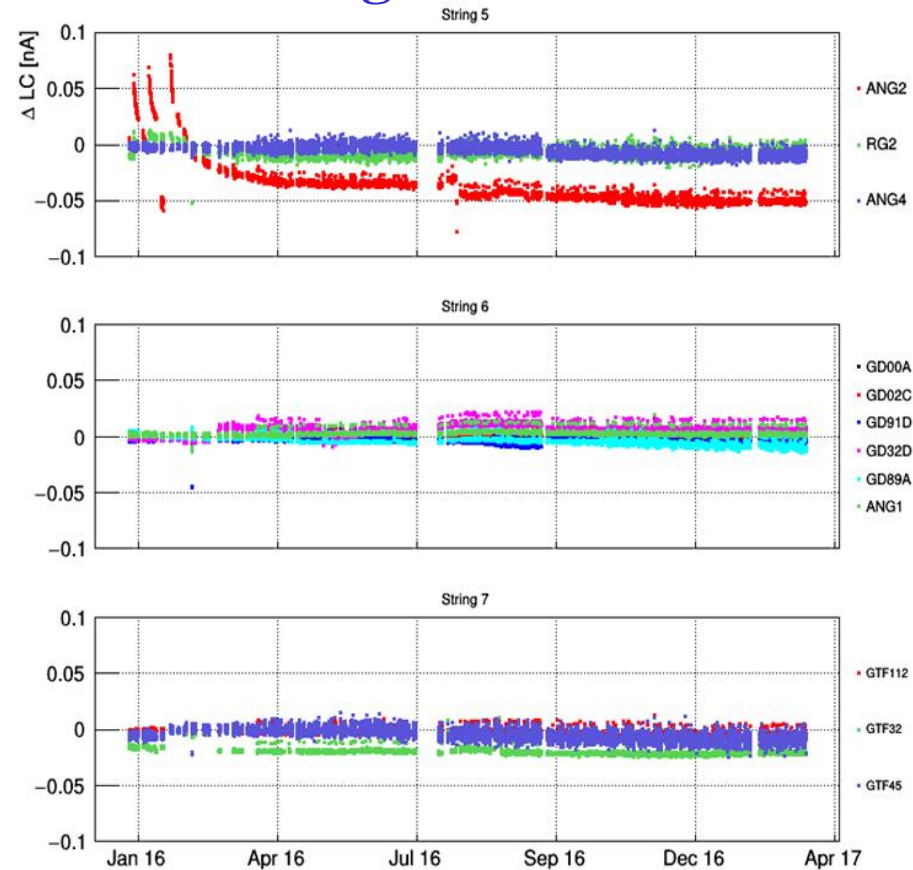 String 5
Δ LC [nA]
0.1
0.05
0
−0.05
−0.1
ANG2
RG2
ANG4
String 6
0.1
0.05
0
−0.05
−0.1
GD00A
GD02C
GD91D
GD32D
GD89A
ANG1
String 7
0.1
0.05
0
−0.05
−0.1
GTF112
GTF32
GTF45
Jan 16 Apr 16 Jul 16 Sep 16 Dec 16 Apr 17